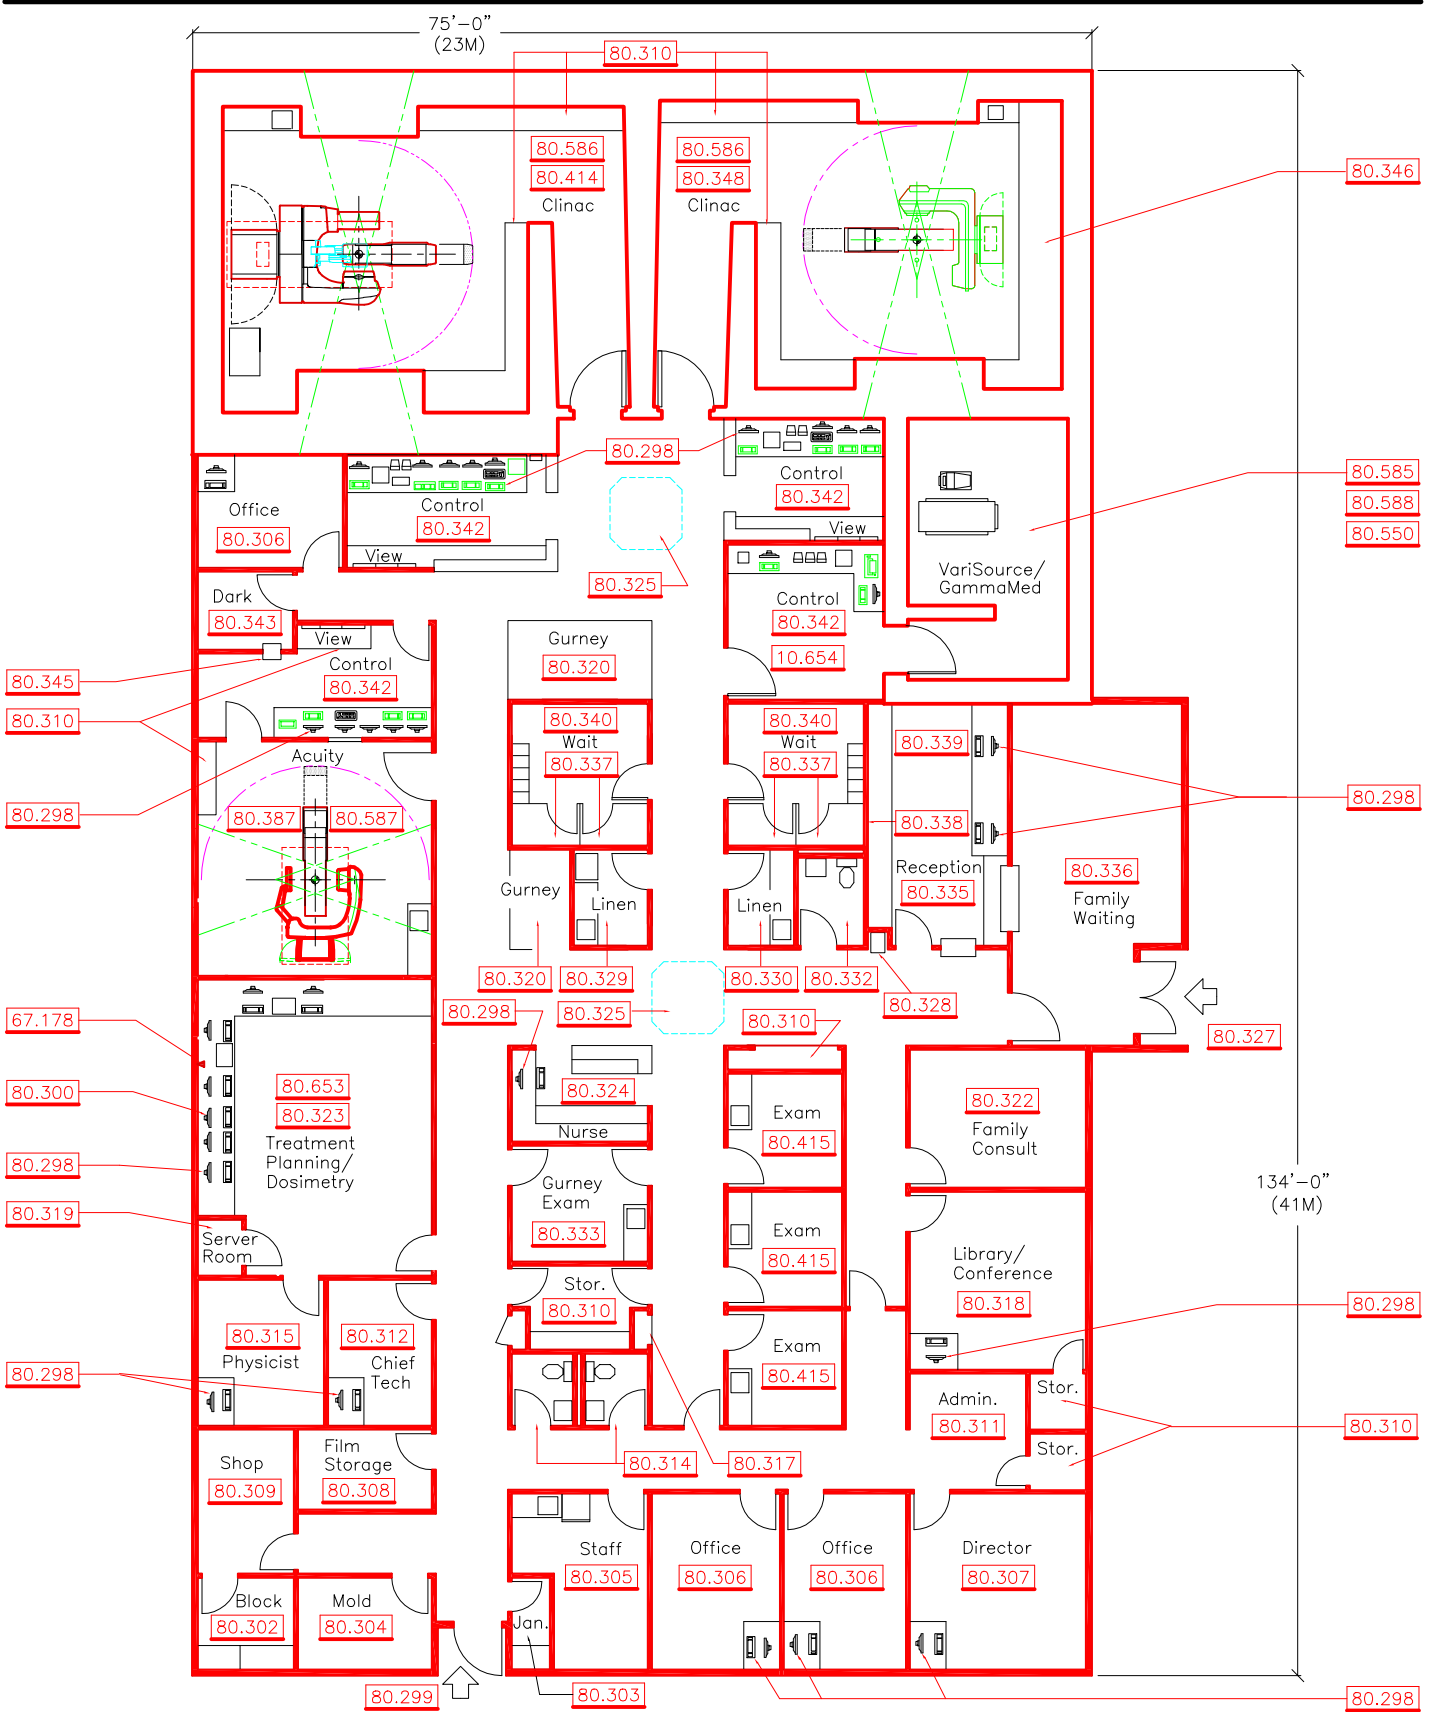 75'-0"
(23M)
80.310
80.586
80.414
Clinac
80.586
80.348
Clinac
80.346
80.298
Control
80.342
View
Office
80.306
Control
80.342
View
80.585
80.588
80.550
80.325
VariSource/
GammaMed
Dark
80.343
Control
80.342
10.654
View
Control
80.342
Gurney
80.320
80.345
80.310
80.340
Wait
80.337
80.340
Wait
80.337
80.339
Acuity
80.298
80.387
80.587
80.298
80.338
Reception
80.335
80.336
Family
Waiting
Gurney
Linen
Linen
80.320
80.329
80.330
80.332
80.328
67.178
80.298
80.325
80.310
80.327
80.300
80.653
80.323
Treatment
Planning/
Dosimetry
80.324
Nurse
Exam
80.415
80.322
Family
Consult
80.298
80.319
Gurney
Exam
80.333
134'-0"
(41M)
Server
Room
Exam
80.415
Library/
Conference
80.318
Stor.
80.310
80.298
80.315
Physicist
80.312
Chief
Tech
Exam
80.415
80.298
Admin.
80.311
Stor.
80.310
Stor.
Film
Storage
80.308
Shop
80.309
80.314
80.317
Staff
80.305
Office
80.306
Office
80.306
Director
80.307
Block
80.302
Mold
80.304
Jan.
80.299
80.303
80.298